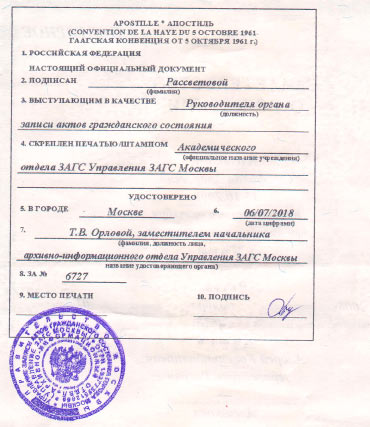 APOSTILLE * АПОСТИЛЬ
(CONVENTION DE LA HAYE DU 5 OCTOBRE 1961
ГААГСКАЯ КОНВЕНЦИЯ ОТ 5 ОКТЯБРЯ 1961 г.)
1. РОССИЙСКАЯ ФЕДЕРАЦИЯ
НАСТОЯЩИЙ ОФИЦИАЛЬНЫЙ ДОКУМЕНТ
2. ПОДПИСАН Рассветовой
(фамилия)
3. ВЫСТУПАЮЩИМ В КАЧЕСТВЕ Руководителя органа
(должность)
записи актов гражданского состояния
4. СКРЕПЛЕН ПЕЧАТЬЮ/ШТАМПОМ Академического
(официальное название учреждения)
отдела ЗАГС Управления ЗАГС Москвы
УДОСТОВЕРЕНО
5. В ГОРОДЕ Москве 6. 06/07/2018
(дата цифрами)
7. Т.В. Орловой, заместителем начальника
(фамилия, должность лица,
архивно-информационного отдела Управления ЗАГС Москвы
название удостоверяющего органа)
8. ЗА № 6727
9. МЕСТО ПЕЧАТИ 10. ПОДПИСЬ
ПРАВИТЕЛЬСТВО МОСКВЫ